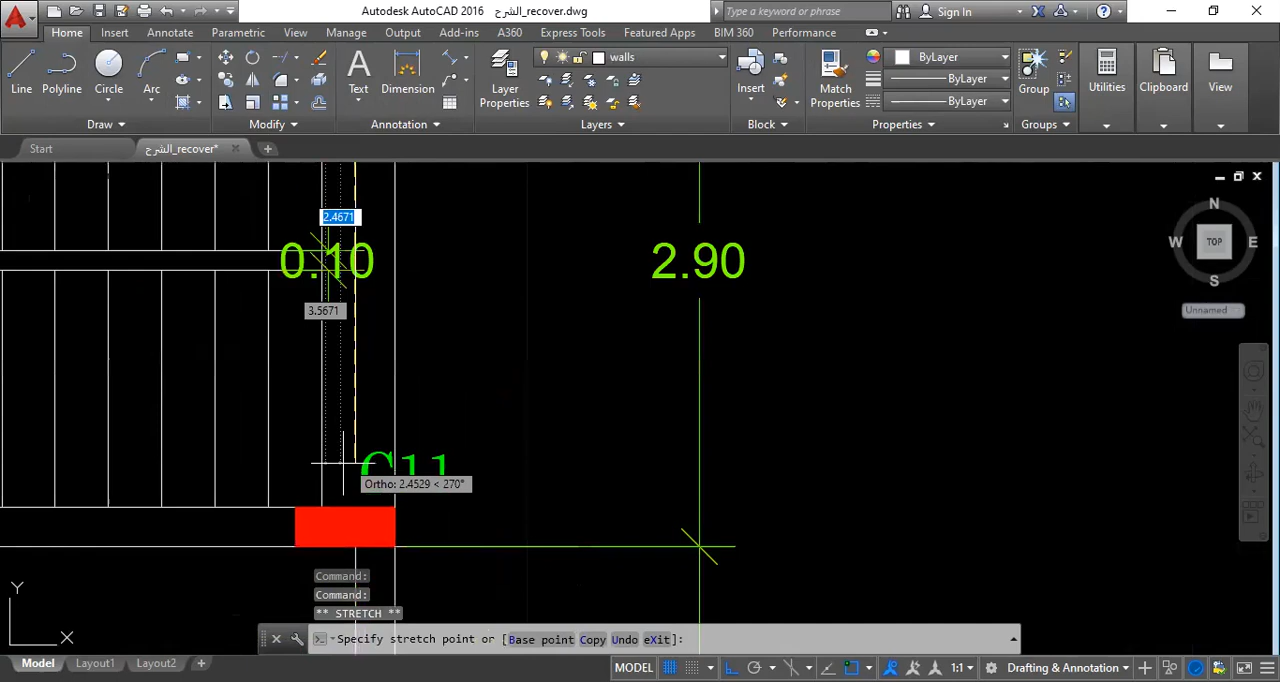 Autodesk AutoCAD 2016 الشرح_recover.dwg
Type a keyword or phrase
Sign In
Home Insert Annotate Parametric View Manage Output Add-ins A360 Express Tools Featured Apps BIM 360 Performance
walls
ByLayer
ByLayer
ByLayer
Line Polyline Circle Arc Text Dimension Layer Properties Insert Match Properties Group Utilities Clipboard View
Draw Modify Annotation Layers Block Properties Groups
Start الشرح_recover*
N
W TOP E
S
Unnamed
2.4671
0.10
2.90
3.5671
C11
Ortho: 2.4529 < 270°
Command:
Command:
** STRETCH **
Specify stretch point or [Base point Copy Undo eXit]:
Y
X
Model Layout1 Layout2 +
MODEL 1:1 Drafting & Annotation